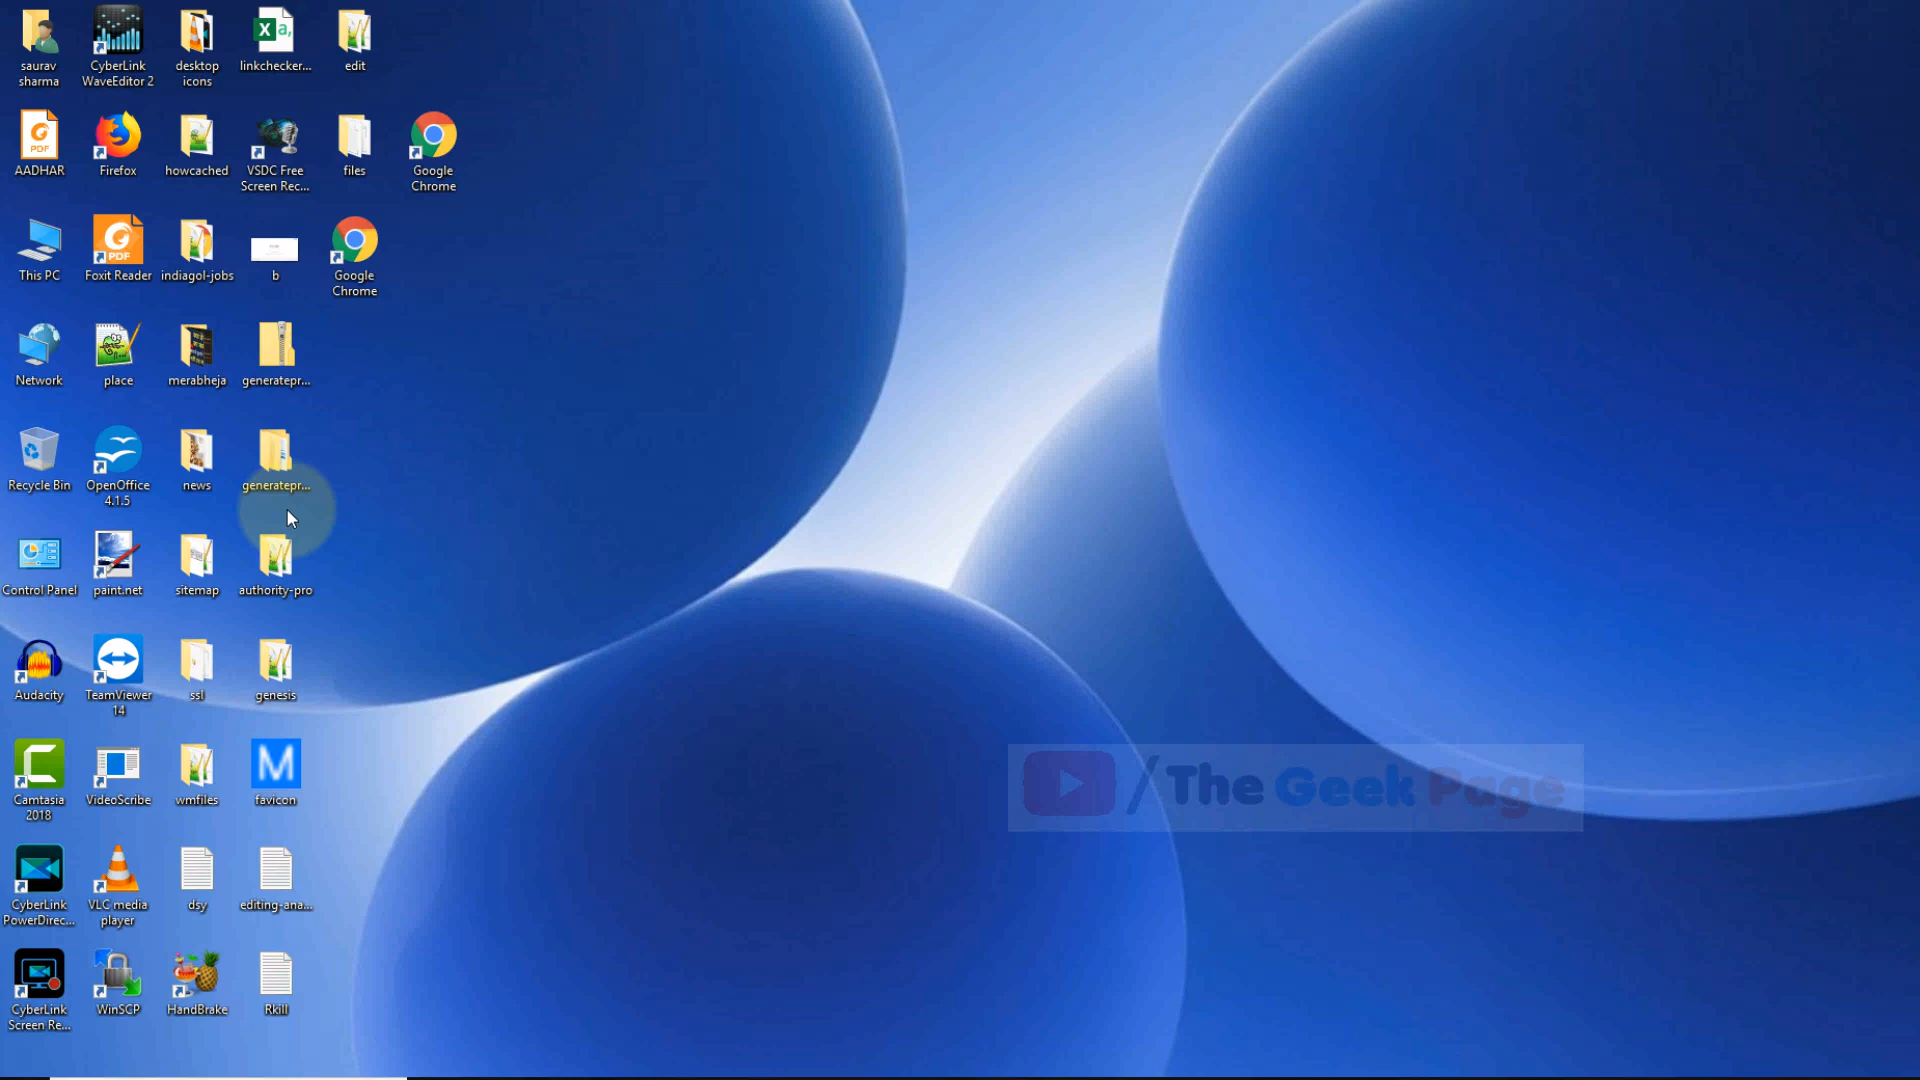 saurav
sharma
CyberLink
WaveEditor 2
desktop
icons
linkchecker...
edit
AADHAR
Firefox
howcached
VSDC Free
Screen Rec...
files
Google
Chrome
This PC
Foxit Reader
indiagol-jobs
b
Google
Chrome
Network
place
merabheja
generatepr...
Recycle Bin
OpenOffice
4.1.5
news
generatepr...
Control Panel
paint.net
sitemap
authority-pro
Audacity
TeamViewer
14
ssl
genesis
Camtasia
2018
VideoScribe
wmfiles
M
favicon
/The Geek Page
CyberLink
PowerDirec...
VLC media
player
dsy
editing-ana...
CyberLink
Screen Re...
WinSCP
HandBrake
Rkill
PDF
PDF